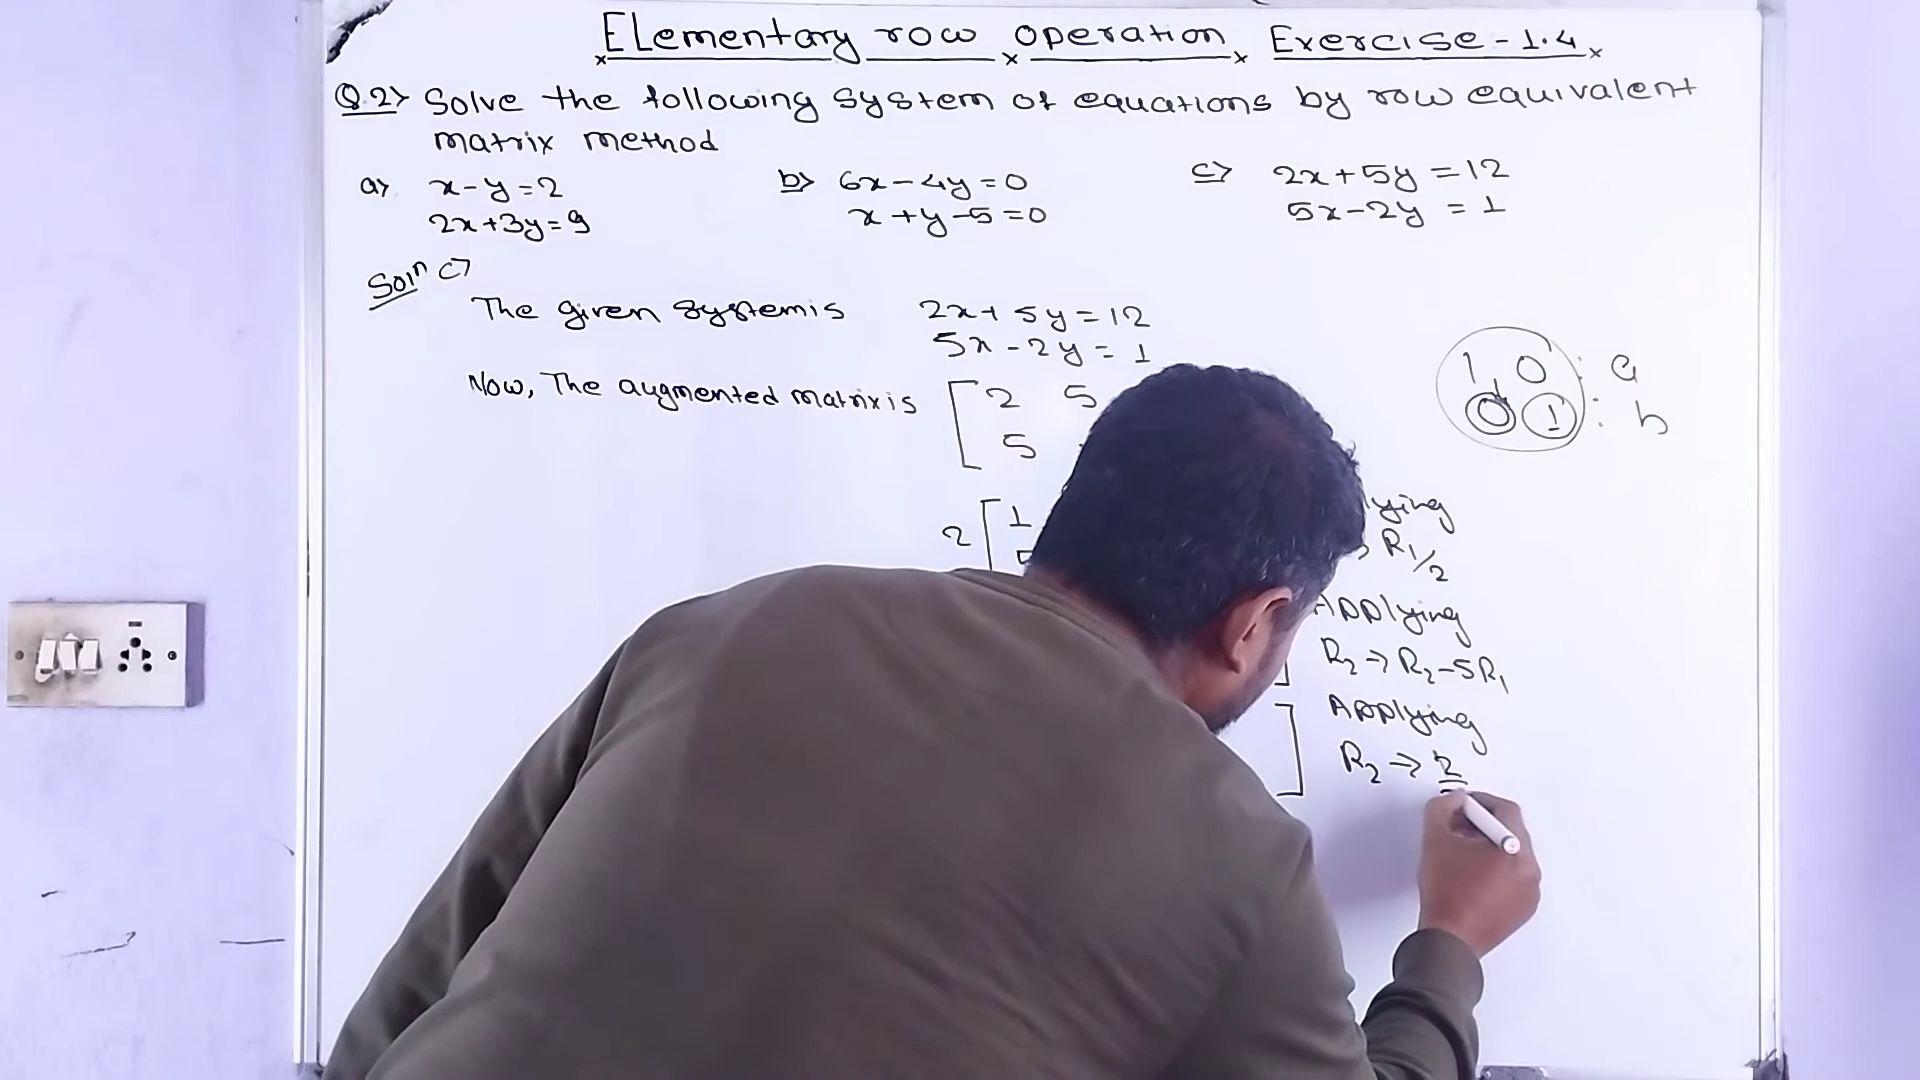 Elementary row operation Exercise - 1.4
Q.2> Solve the following system of equations by row equivalent
matrix method
a> x - y = 2
2x + 3y = 9
b> 6x - 4y = 0
x + y - 5 = 0
c> 2x + 5y = 12
5x - 2y = 1
Solⁿ c>
The given system is 2x + 5y = 12
5x - 2y = 1
Now, The augmented matrix is [ 2 5
5
1 0 : a
0 1 : b
2 [ 1
R1/2
Applying
R2 → R2 - 5R1
Applying
R2 → 2